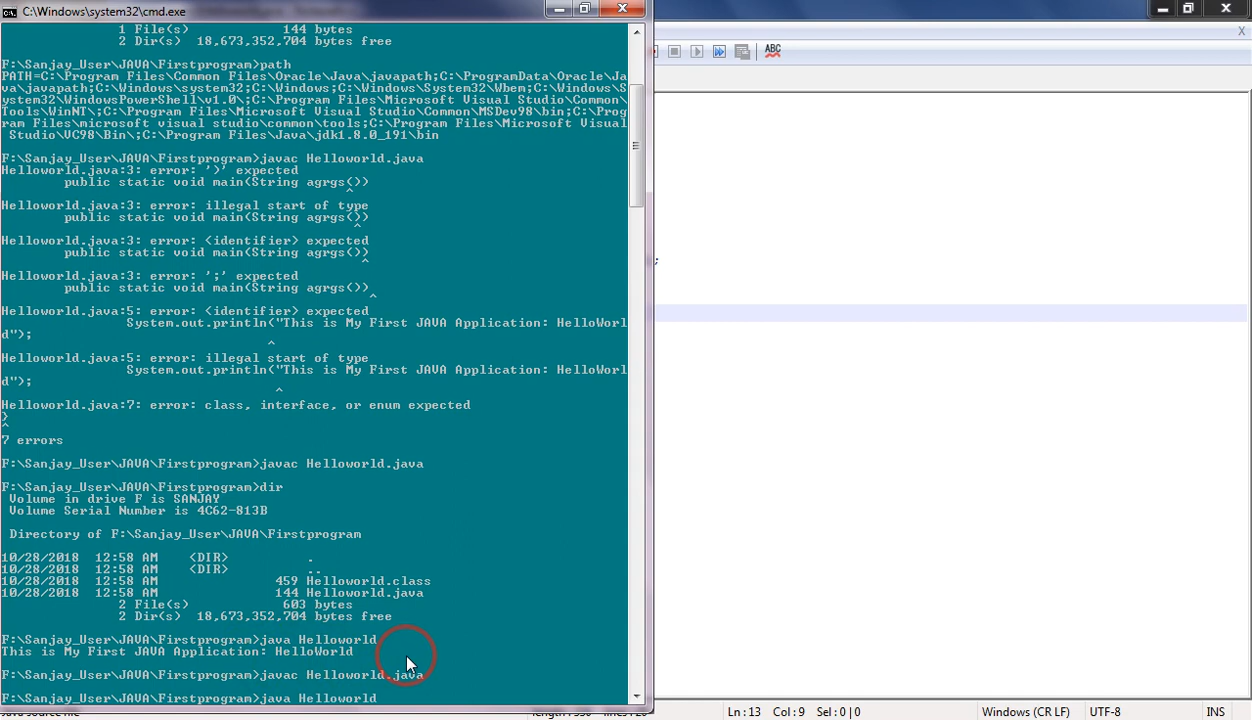 C:\Windows\system32\cmd.exe
1 File(s) 144 bytes
2 Dir(s) 18,673,352,704 bytes free
F:\Sanjay_User\JAVA\Firstprogram>path
PATH=C:\Program Files\Common Files\Oracle\Java\javapath;C:\ProgramData\Oracle\Ja
va\javapath;C:\Windows\system32;C:\Windows;C:\Windows\System32\Wbem;C:\Windows\S
ystem32\WindowsPowerShell\v1.0\;C:\Program Files\Microsoft Visual Studio\Common\
Tools\WinNT\;C:\Program Files\Microsoft Visual Studio\Common\MSDev98\bin;C:\Prog
ram Files\microsoft visual studio\common\tools;C:\Program Files\Microsoft Visual
Studio\VC98\Bin\;C:\Program Files\Java\jdk1.8.0_191\bin
F:\Sanjay_User\JAVA\Firstprogram>javac Helloworld.java
Helloworld.java:3: error: ')' expected
public static void main(String agrgs())
^
Helloworld.java:3: error: illegal start of type
public static void main(String agrgs())
^
Helloworld.java:3: error: <identifier> expected
public static void main(String agrgs())
^
Helloworld.java:3: error: ';' expected
public static void main(String agrgs())
^
Helloworld.java:5: error: <identifier> expected
System.out.println("This is My First JAVA Application: HelloWorl
d");
^
Helloworld.java:5: error: illegal start of type
System.out.println("This is My First JAVA Application: HelloWorl
d");
^
Helloworld.java:7: error: class, interface, or enum expected
}
^
7 errors
F:\Sanjay_User\JAVA\Firstprogram>javac Helloworld.java
F:\Sanjay_User\JAVA\Firstprogram>dir
Volume in drive F is SANJAY
Volume Serial Number is 4C62-813B
Directory of F:\Sanjay_User\JAVA\Firstprogram
10/28/2018 12:58 AM <DIR> .
10/28/2018 12:58 AM <DIR> ..
10/28/2018 12:58 AM 459 Helloworld.class
10/28/2018 12:58 AM 144 Helloworld.java
2 File(s) 603 bytes
2 Dir(s) 18,673,352,704 bytes free
F:\Sanjay_User\JAVA\Firstprogram>java Helloworld
This is My First JAVA Application: HelloWorld
F:\Sanjay_User\JAVA\Firstprogram>javac Helloworld.java
F:\Sanjay_User\JAVA\Firstprogram>java Helloworld
ABC
;
Ln:13 Col:9 Sel:0|0 Windows (CR LF) UTF-8 INS